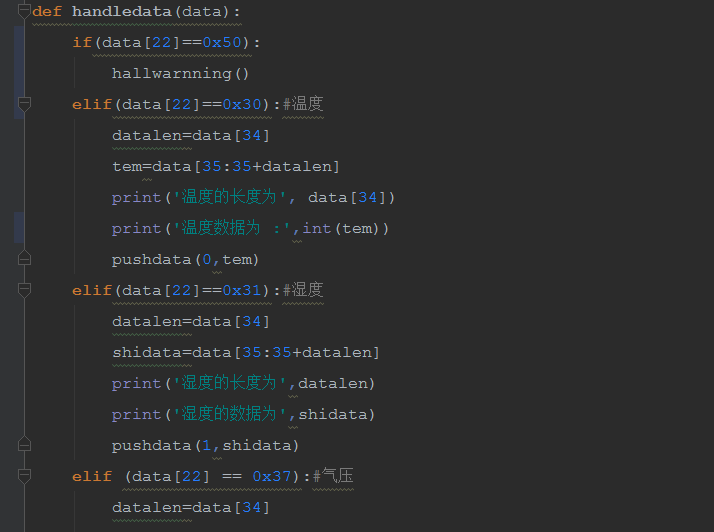 def handledata(data):
    if(data[22]==0x50):
        hallwarnning()
    elif(data[22]==0x30):#温度
        datalen=data[34]
        tem=data[35:35+datalen]
        print('温度的长度为', data[34])
        print('温度数据为 :',int(tem))
        pushdata(0,tem)
    elif(data[22]==0x31):#湿度
        datalen=data[34]
        shidata=data[35:35+datalen]
        print('湿度的长度为',datalen)
        print('湿度的数据为',shidata)
        pushdata(1,shidata)
    elif (data[22] == 0x37):#气压
        datalen=data[34]